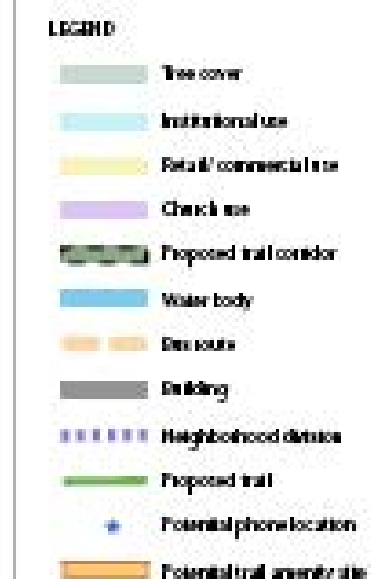 LEGEND
Tree cover
Institutional use
Retail/commercial use
Church use
Proposed trail corridor
Water body
Bus route
Building
Neighborhood division
Proposed trail
Potential phone location
Potential trail amenity site